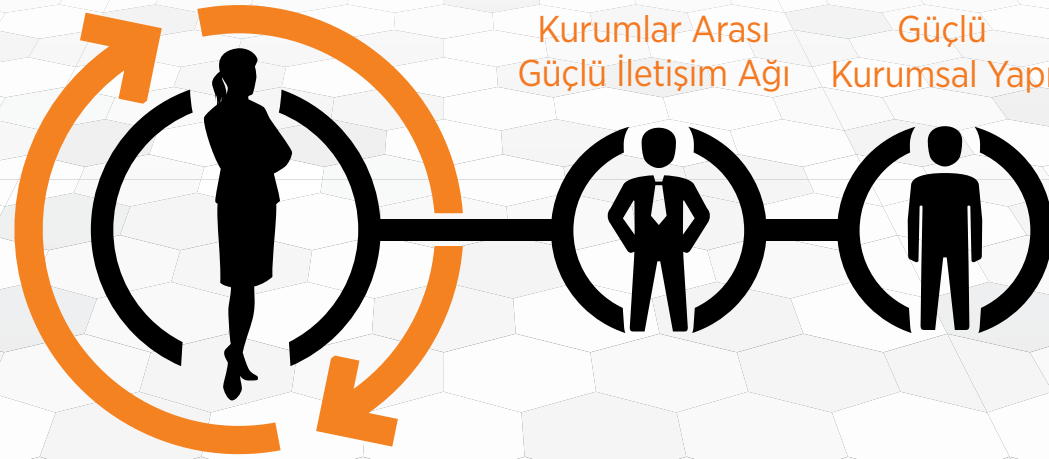 Kurumlar Arası
Güçlü İletişim Ağı
Güçlü
Kurumsal Yapı